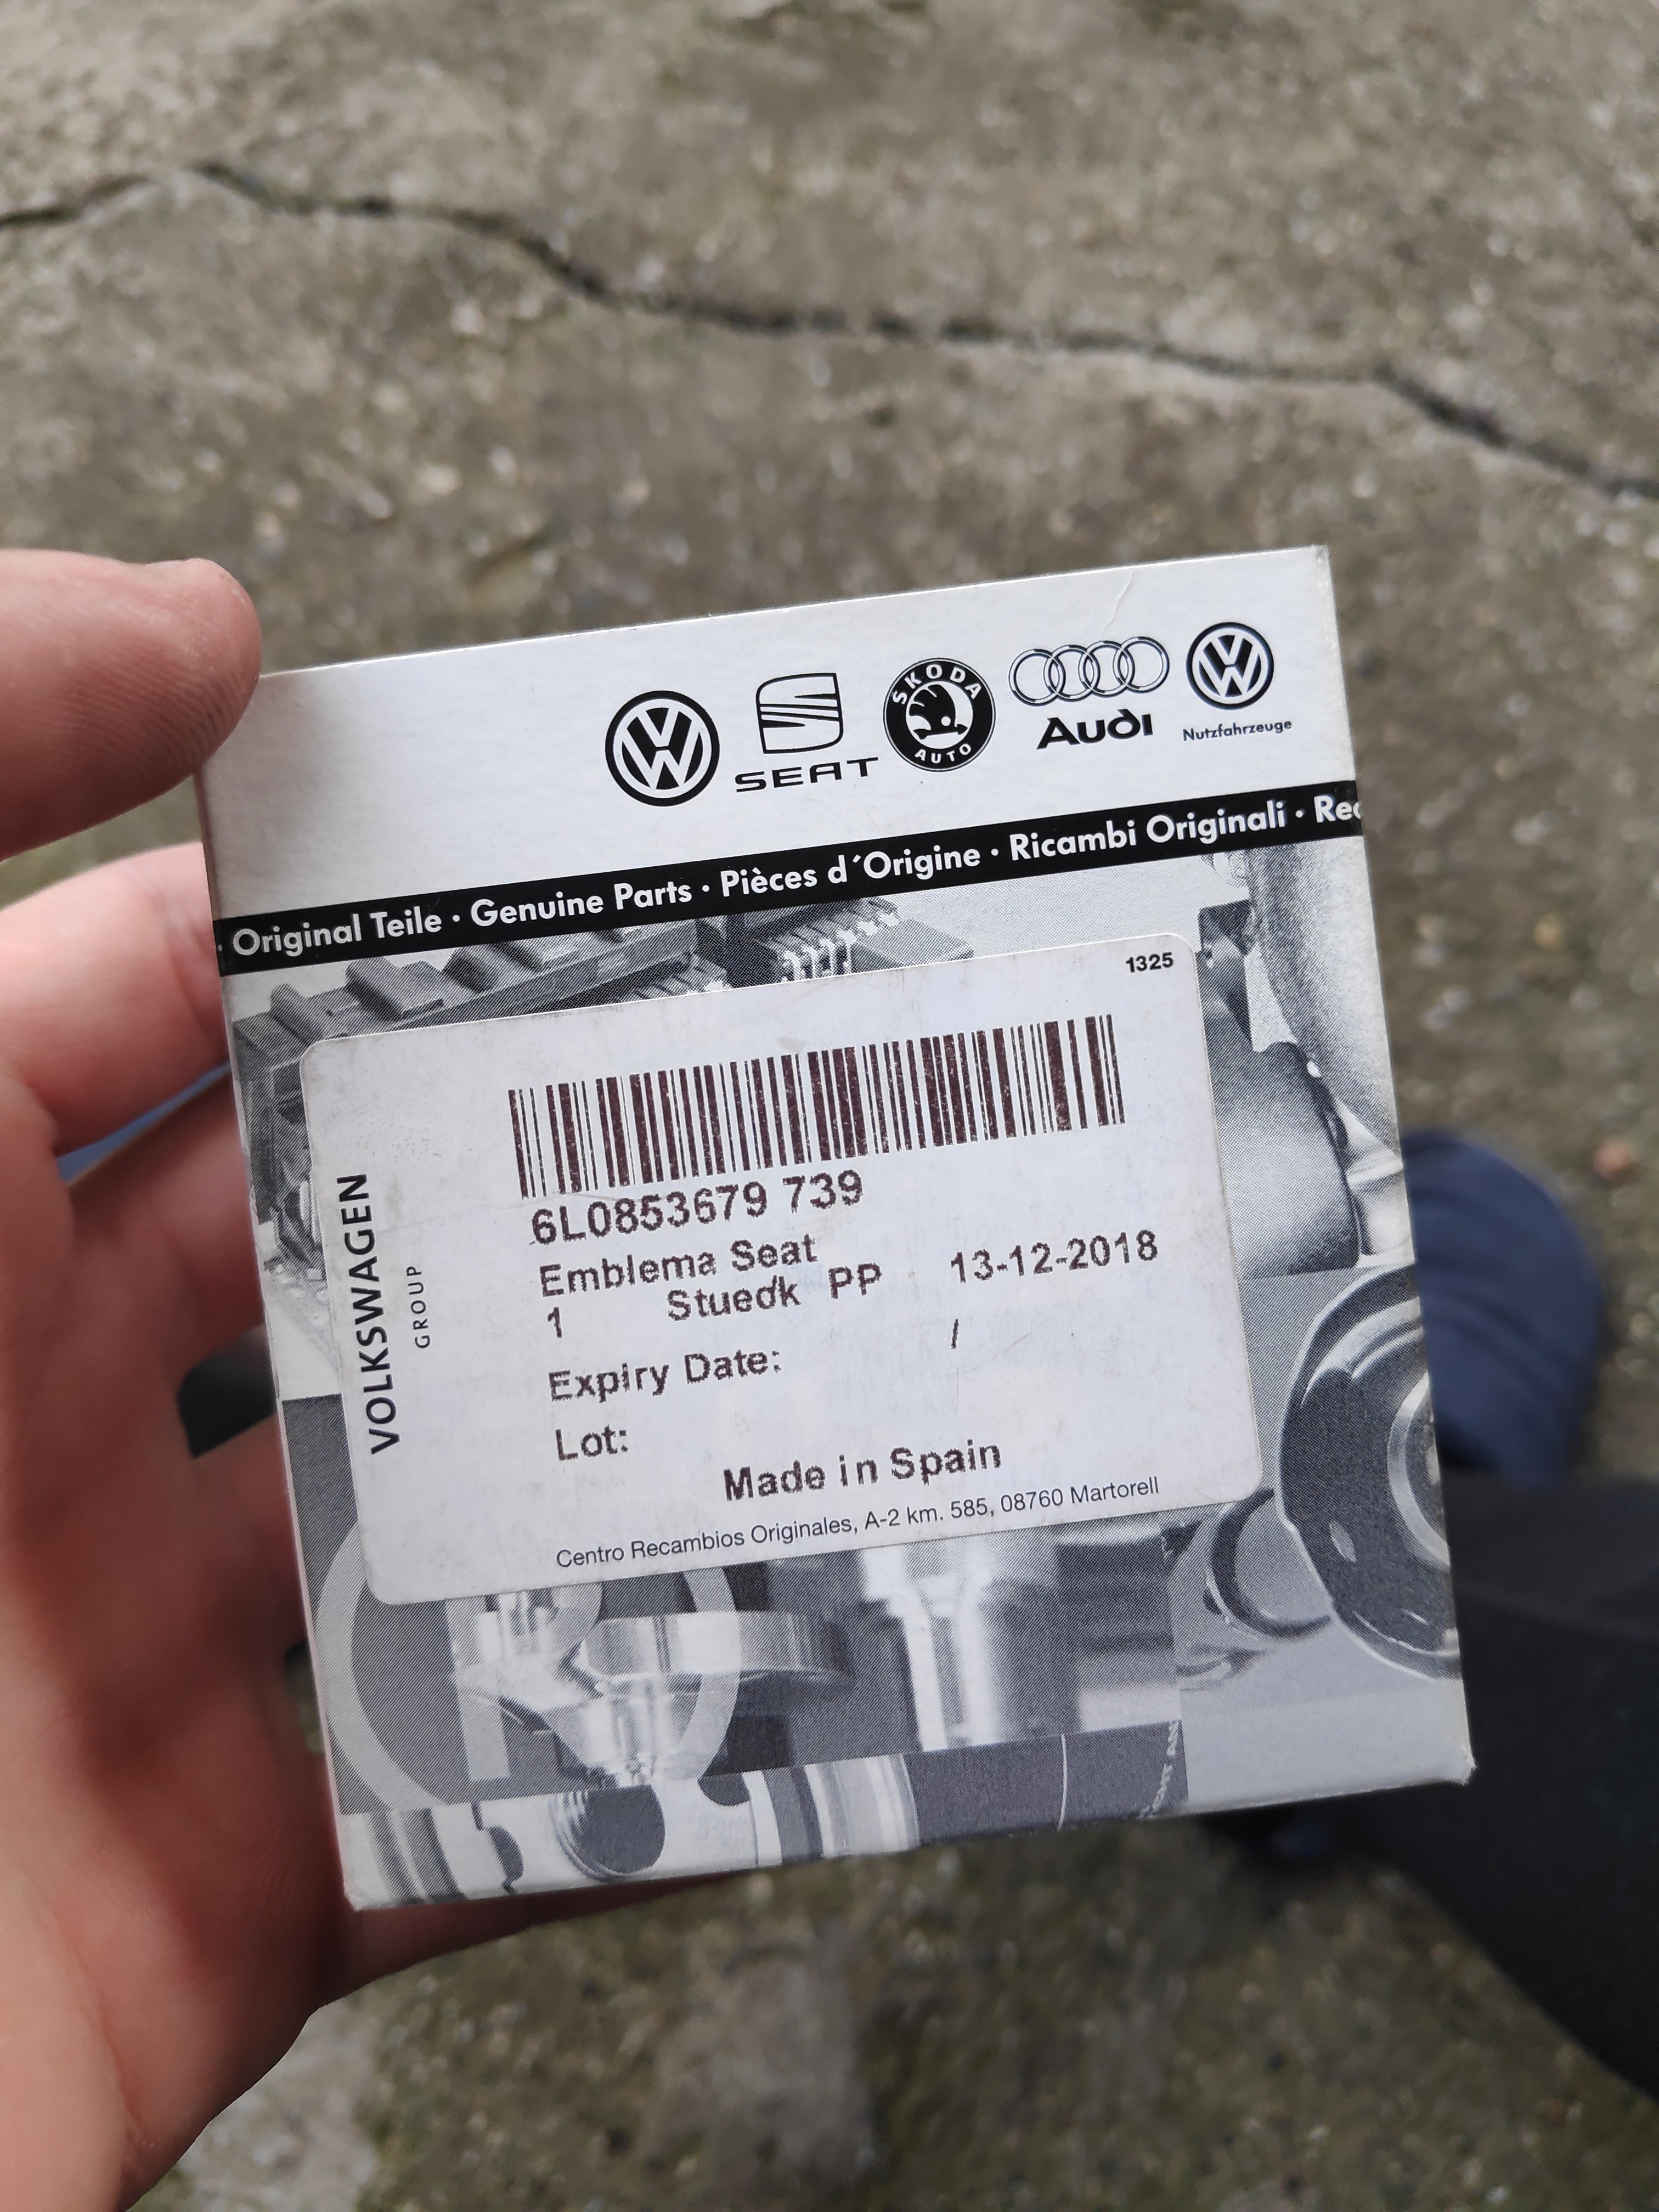 SEAT
ŠKODA
AUTO
Audi
Nutzfahrzeuge
· Original Teile · Genuine Parts · Pièces d´Origine · Ricambi Originali · Rec
1325
VOLKSWAGEN
GROUP
6L0853679 739
Emblema Seat
1 Stueck PP 13-12-2018
Expiry Date: /
Lot:
Made in Spain
Centro Recambios Originales, A-2 km. 585, 08760 Martorell